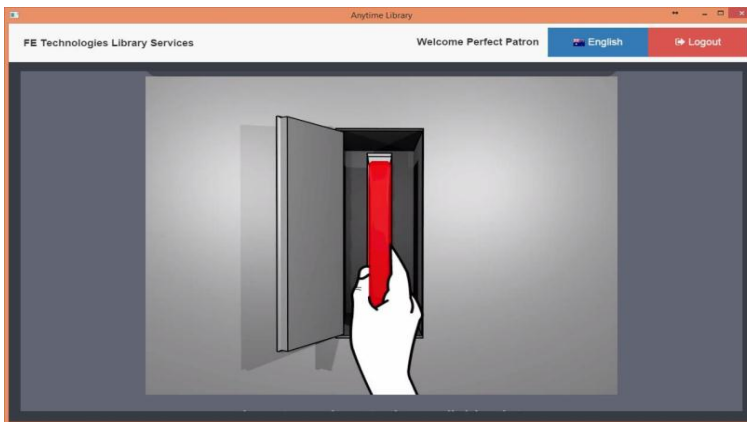 Anytime Library
FE Technologies Library Services
Welcome Perfect Patron
English
Logout